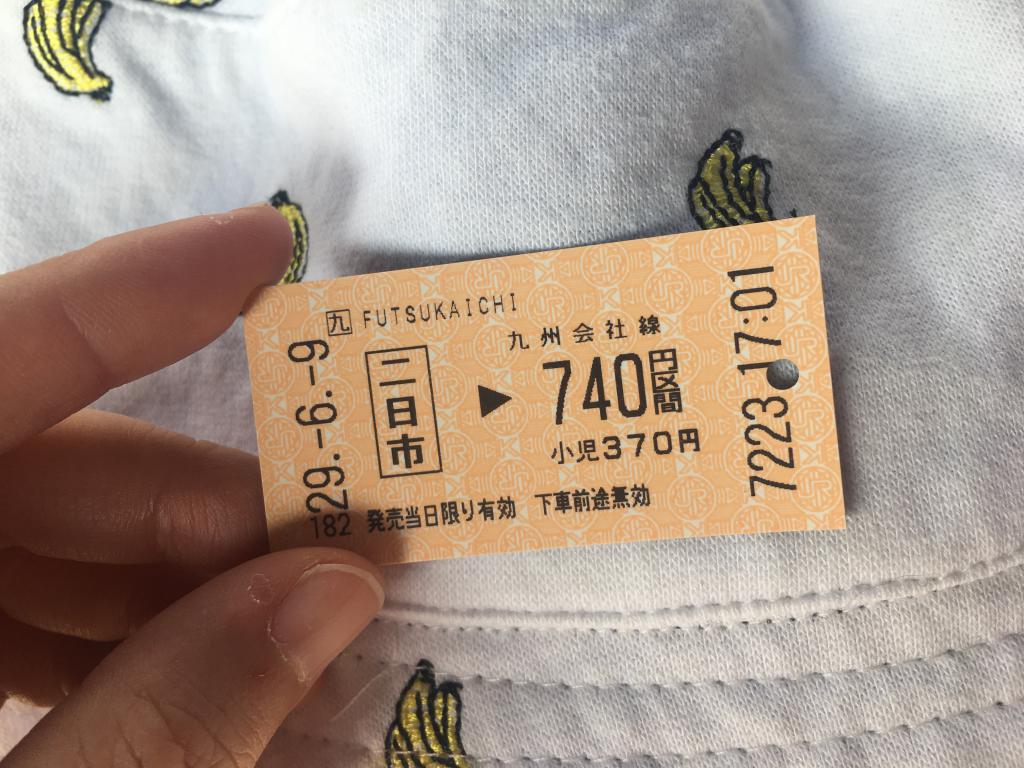 九 FUTSUKAICHI
九州会社線
二日市 ▶ 740円区間
小児370円
発売当日限り有効 下車前途無効
182
29.-6.-9
7223 17:01